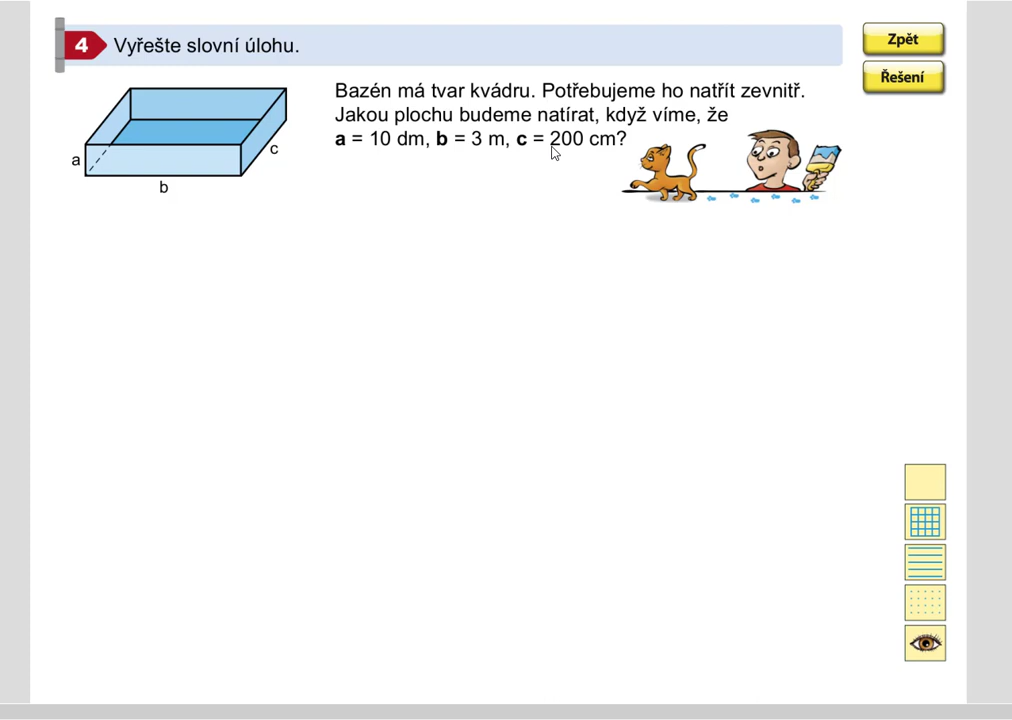 4 Vyřešte slovní úlohu.
Zpět
Řešení
Bazén má tvar kvádru. Potřebujeme ho natřít zevnitř.
Jakou plochu budeme natírat, když víme, že
a = 10 dm, b = 3 m, c = 200 cm?
a
c
b